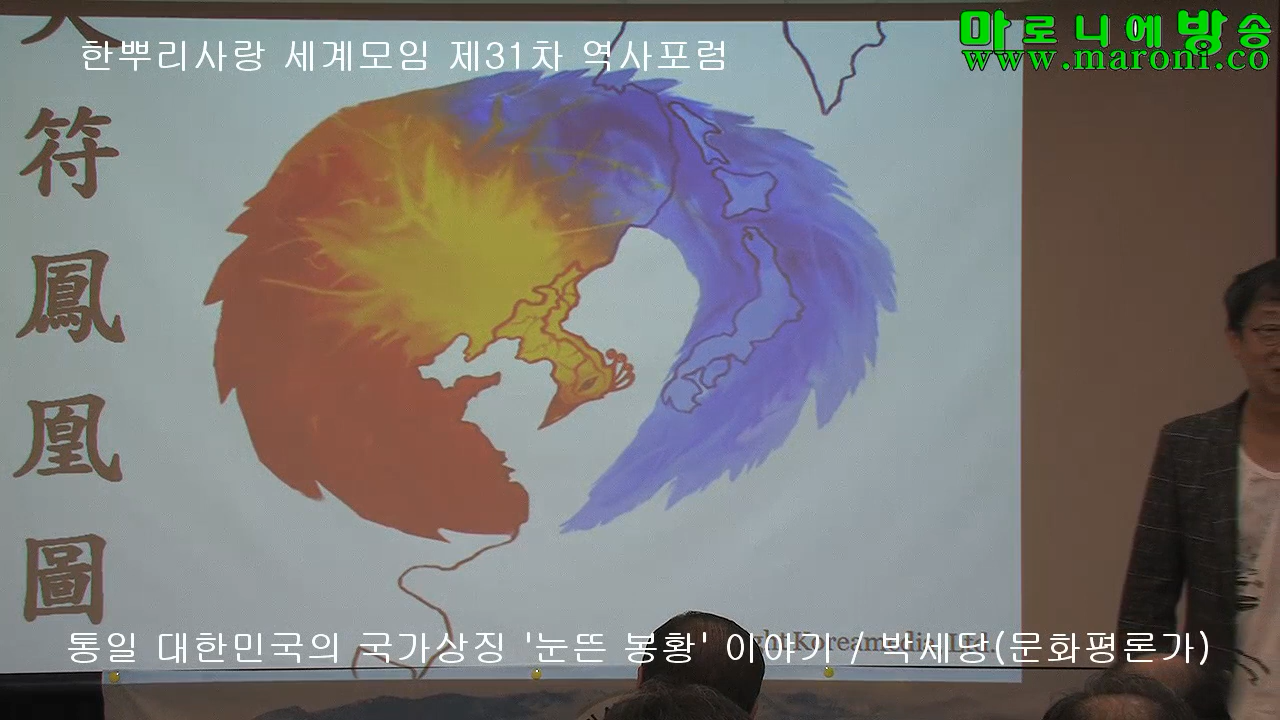 한뿌리사랑 세계모임 제31차 역사포럼
마로니에방송
www.maroni.co
符鳳凰圖
통일 대한민국의 국가상징 '눈뜬 봉황' 이야기 / 박세당(문화평론가)